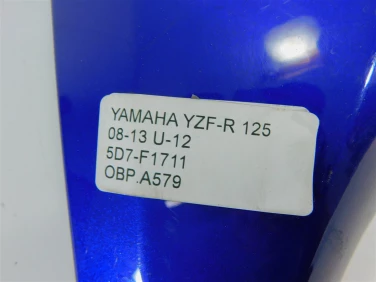 YAMAHA YZF-R 125
08-13 U-12
5D7-F1711
OBP.A579